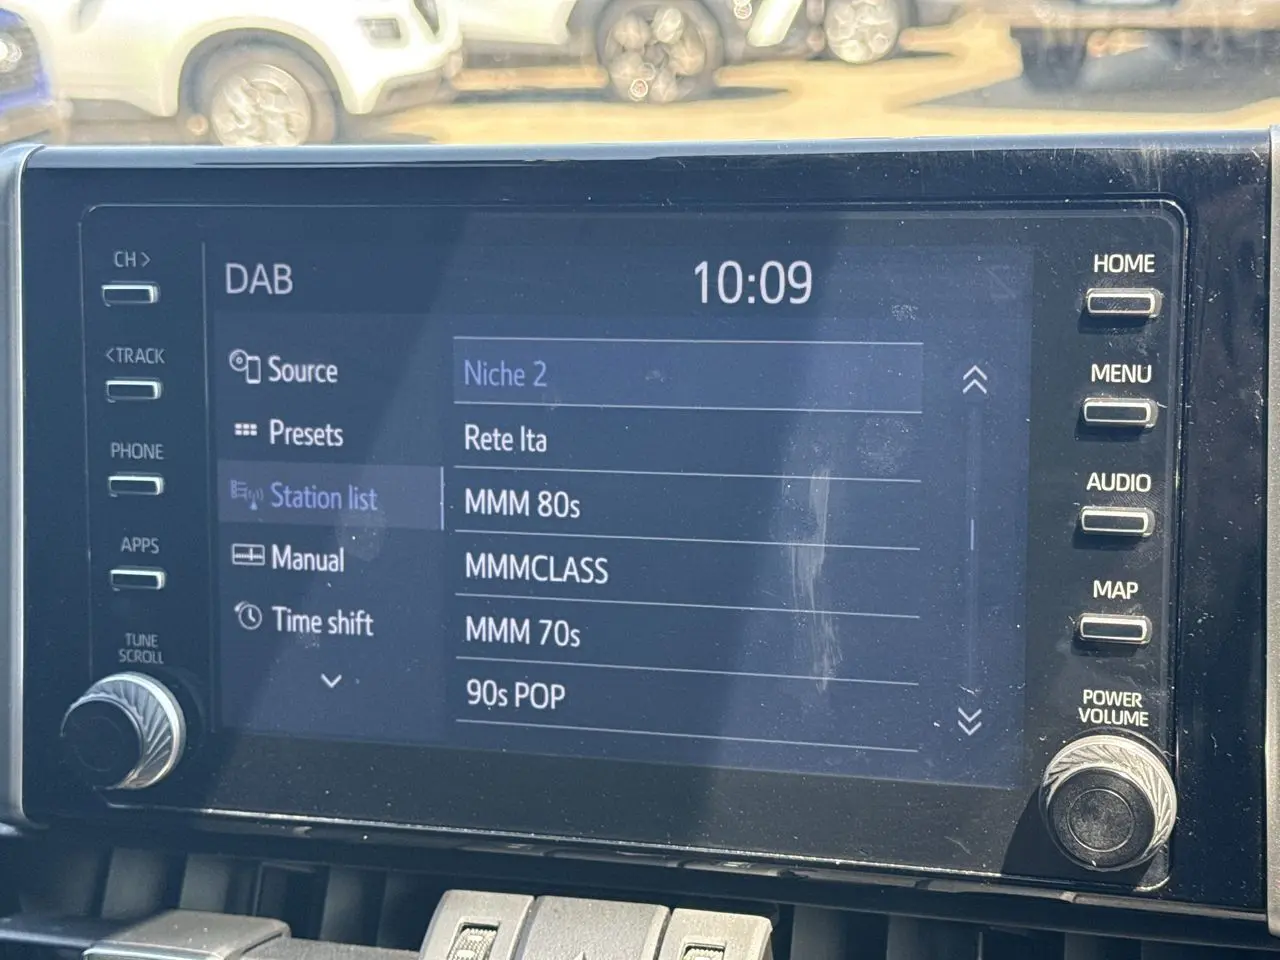 CH >
<TRACK
PHONE
APPS
TUNE
SCROLL
DAB
10:09
Source
Presets
Station list
Manual
Time shift
Niche 2
Rete Ita
MMM 80s
MMMCLASS
MMM 70s
90s POP
HOME
MENU
AUDIO
MAP
POWER
VOLUME